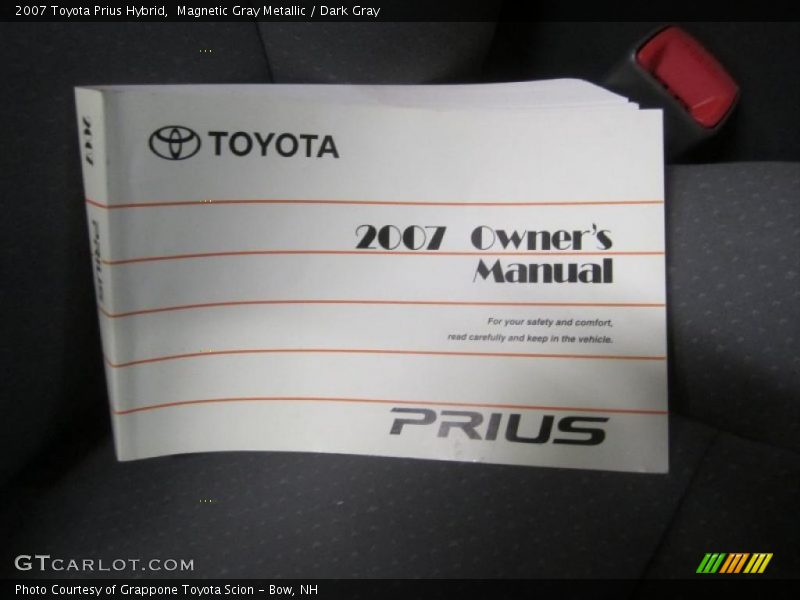 2007 Toyota Prius Hybrid,  Magnetic Gray Metallic / Dark Gray
TOYOTA
2007 Owner's
Manual
For your safety and comfort,
read carefully and keep in the vehicle.
PRIUS
2007 PRIUS
GTCARLOT.COM
Photo Courtesy of Grappone Toyota Scion - Bow, NH